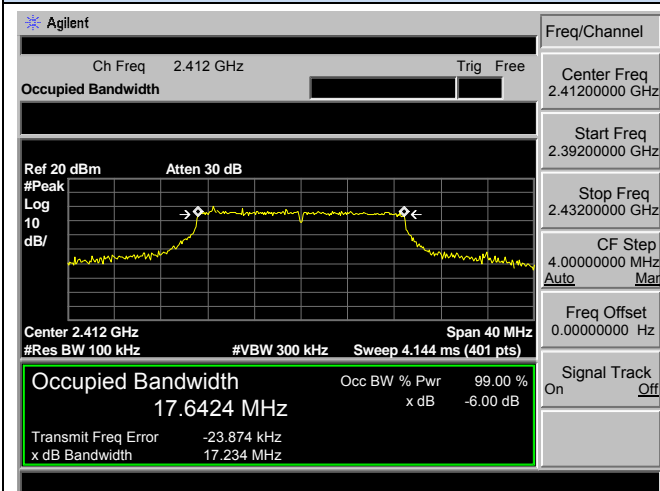 Agilent
Freq/Channel
Ch Freq 2.412 GHz Trig Free
Occupied Bandwidth
Center Freq
2.41200000 GHz
Start Freq
2.39200000 GHz
Stop Freq
2.43200000 GHz
CF Step
4.00000000 MHz
Auto Man
Freq Offset
0.00000000 Hz
Signal Track
On Off
Ref 20 dBm Atten 30 dB
#Peak
Log
10
dB/
Center 2.412 GHz Span 40 MHz
#Res BW 100 kHz #VBW 300 kHz Sweep 4.144 ms (401 pts)
Occupied Bandwidth Occ BW % Pwr 99.00 %
17.6424 MHz x dB -6.00 dB
Transmit Freq Error -23.874 kHz
x dB Bandwidth 17.234 MHz